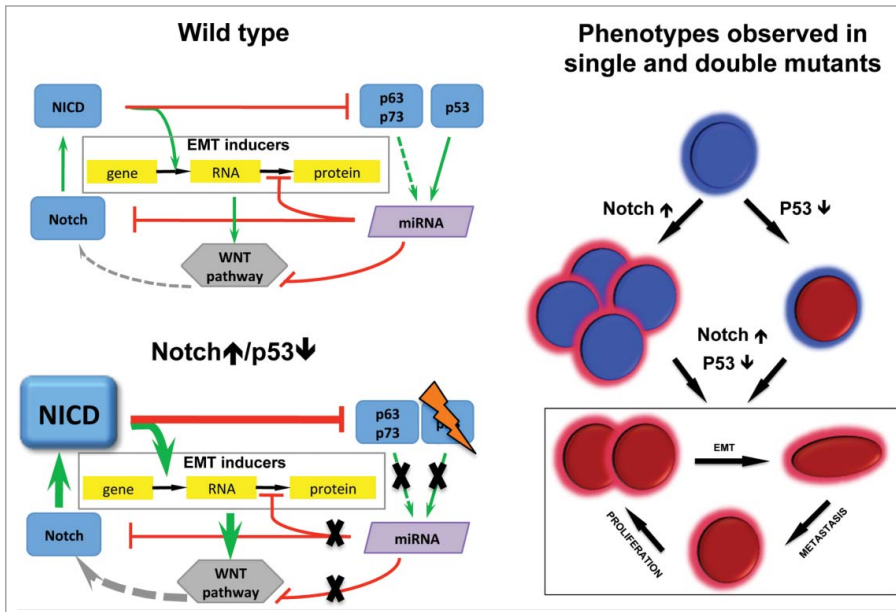 Wild type
NICD
p63
p73
p53
EMT inducers
gene
RNA
protein
Notch
miRNA
WNT
pathway
Notch↑/p53↓
NICD
p63
p73
EMT inducers
gene
RNA
protein
Notch
miRNA
WNT
pathway
Phenotypes observed in
single and double mutants
Notch ↑
P53 ↓
Notch ↑
P53 ↓
EMT
METASTASIS
PROLIFERATION